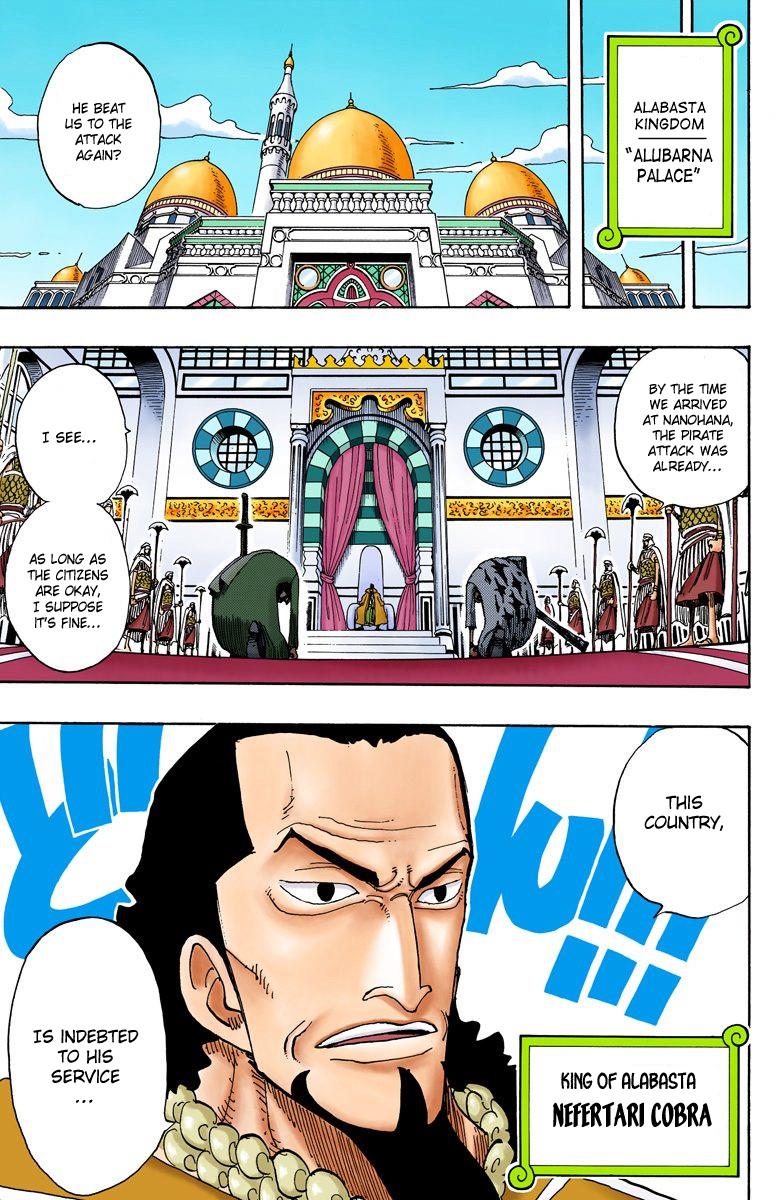 ALABASTA
KINGDOM
"ALUBARNA
PALACE"
HE BEAT
US TO THE
ATTACK
AGAIN?
BY THE TIME
WE ARRIVED
AT NANOHANA,
THE PIRATE
ATTACK WAS
ALREADY...
I SEE...
AS LONG AS
THE CITIZENS
ARE OKAY,
I SUPPOSE
IT'S FINE...
THIS
COUNTRY,
ドン!!!
IS INDEBTED
TO HIS
SERVICE
...
KING OF ALABASTA
NEFERTARI COBRA